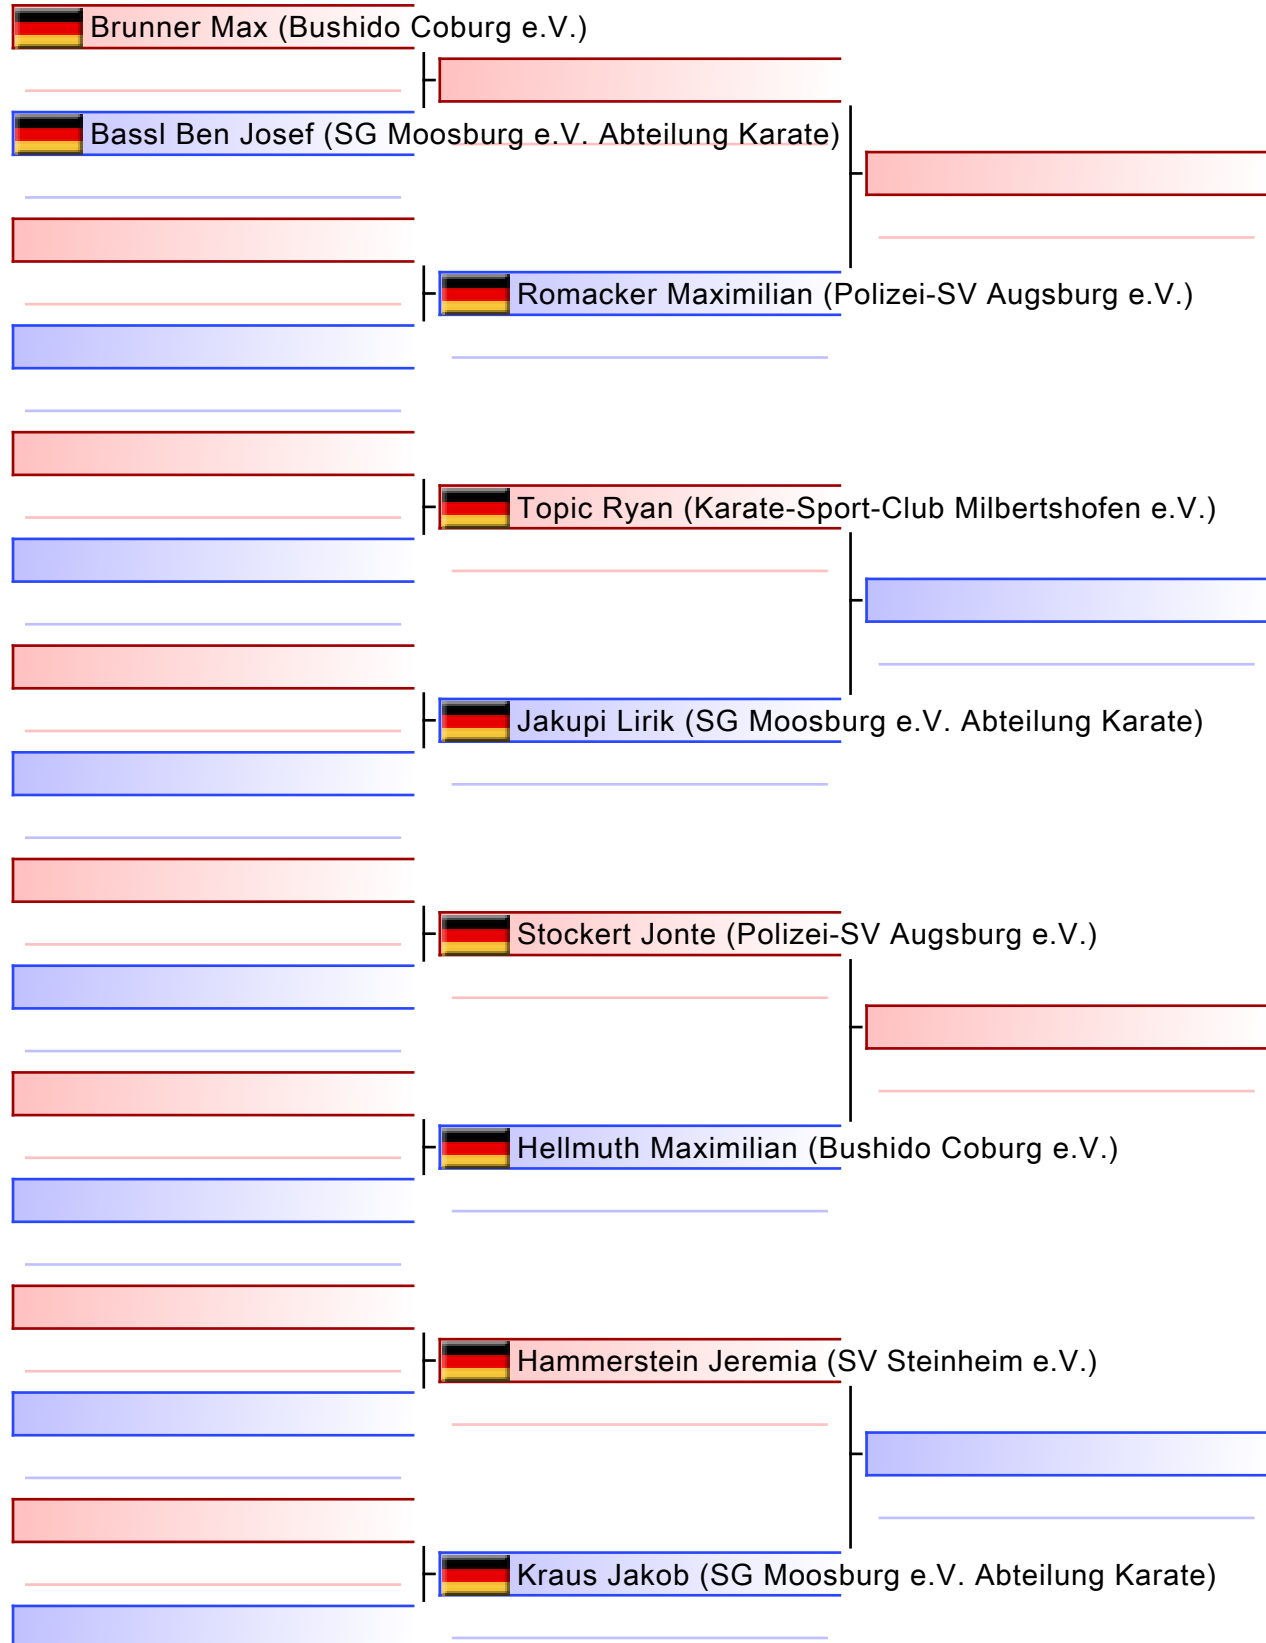 Brunner Max (Bushido Coburg e.V.)
Bassl Ben Josef (SG Moosburg e.V. Abteilung Karate)
Romacker Maximilian (Polizei-SV Augsburg e.V.)
Topic Ryan (Karate-Sport-Club Milbertshofen e.V.)
Jakupi Lirik (SG Moosburg e.V. Abteilung Karate)
Stockert Jonte (Polizei-SV Augsburg e.V.)
Hellmuth Maximilian (Bushido Coburg e.V.)
Hammerstein Jeremia (SV Steinheim e.V.)
Kraus Jakob (SG Moosburg e.V. Abteilung Karate)